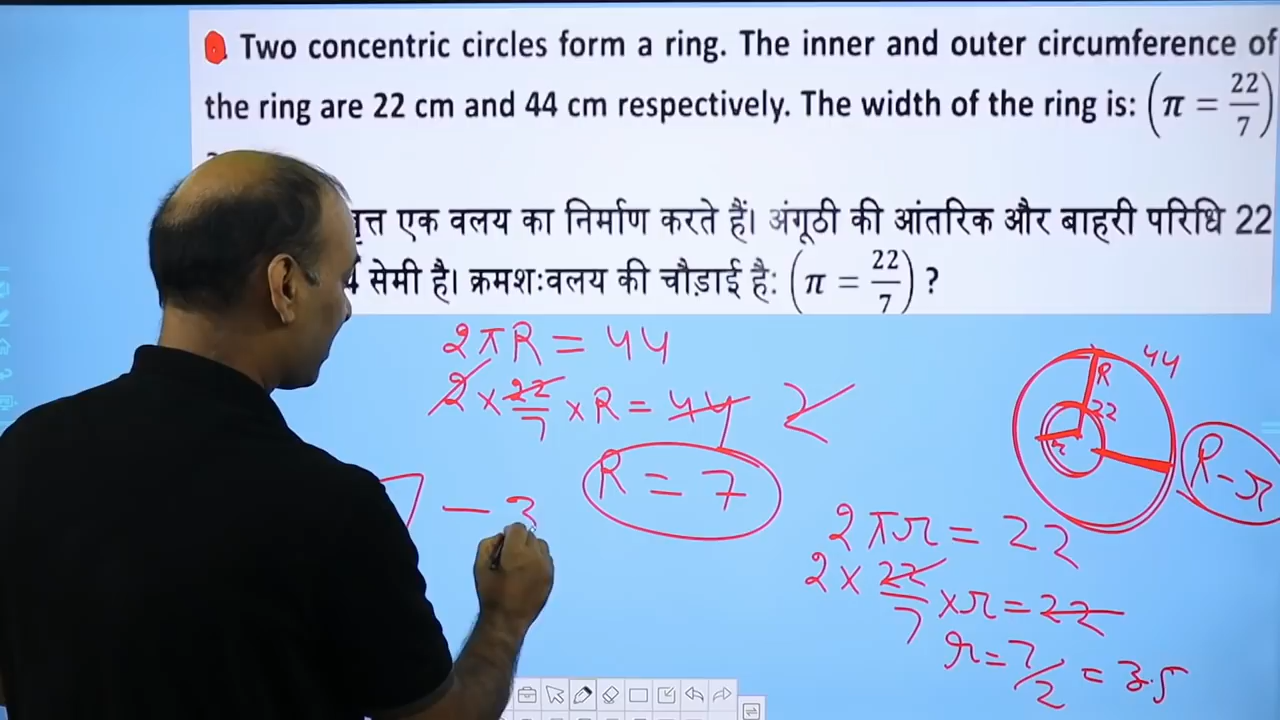 Two concentric circles form a ring. The inner and outer circumference of
the ring are 22 cm and 44 cm respectively. The width of the ring is: (π = 22/7)
वृत्त एक वलय का निर्माण करते हैं। अंगूठी की आंतरिक और बाहरी परिधि 22
सेमी है। क्रमशःवलय की चौड़ाई है: (π = 22/7) ?
2πR = 44
2 × 22/7 × R = 44 2
R = 7
7 - 3
44
R
22
r
R - r
2πr = 22
2 × 22/7 × r = 22
r = 7/2 = 3.5